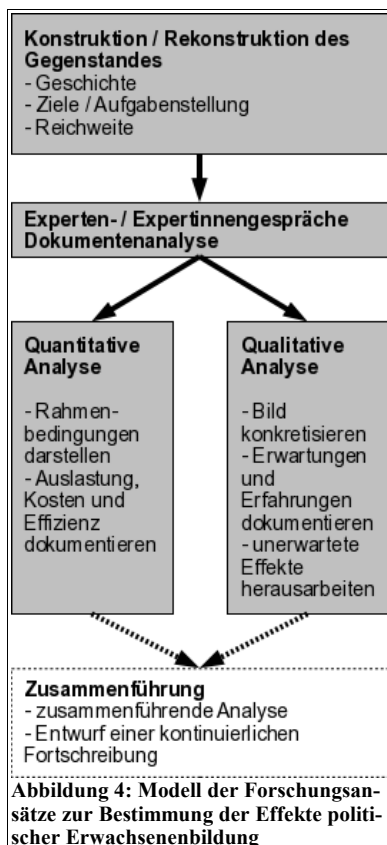 Konstruktion / Rekonstruktion des
Gegenstandes
- Geschichte
- Ziele / Aufgabenstellung
- Reichweite
Experten- / Expertinnengespräche
Dokumentenanalyse
Quantitative
Analyse
- Rahmen-
bedingungen
darstellen
- Auslastung,
Kosten und
Effizienz
dokumentieren
Qualitative
Analyse
- Bild
konkretisieren
- Erwartungen
und
Erfahrungen
dokumentieren
- unerwartete
Effekte
herausarbeiten
Zusammenführung
- zusammenführende Analyse
- Entwurf einer kontinuierlichen
Fortschreibung
Abbildung 4: Modell der Forschungsan-
sätze zur Bestimmung der Effekte politi-
scher Erwachsenenbildung